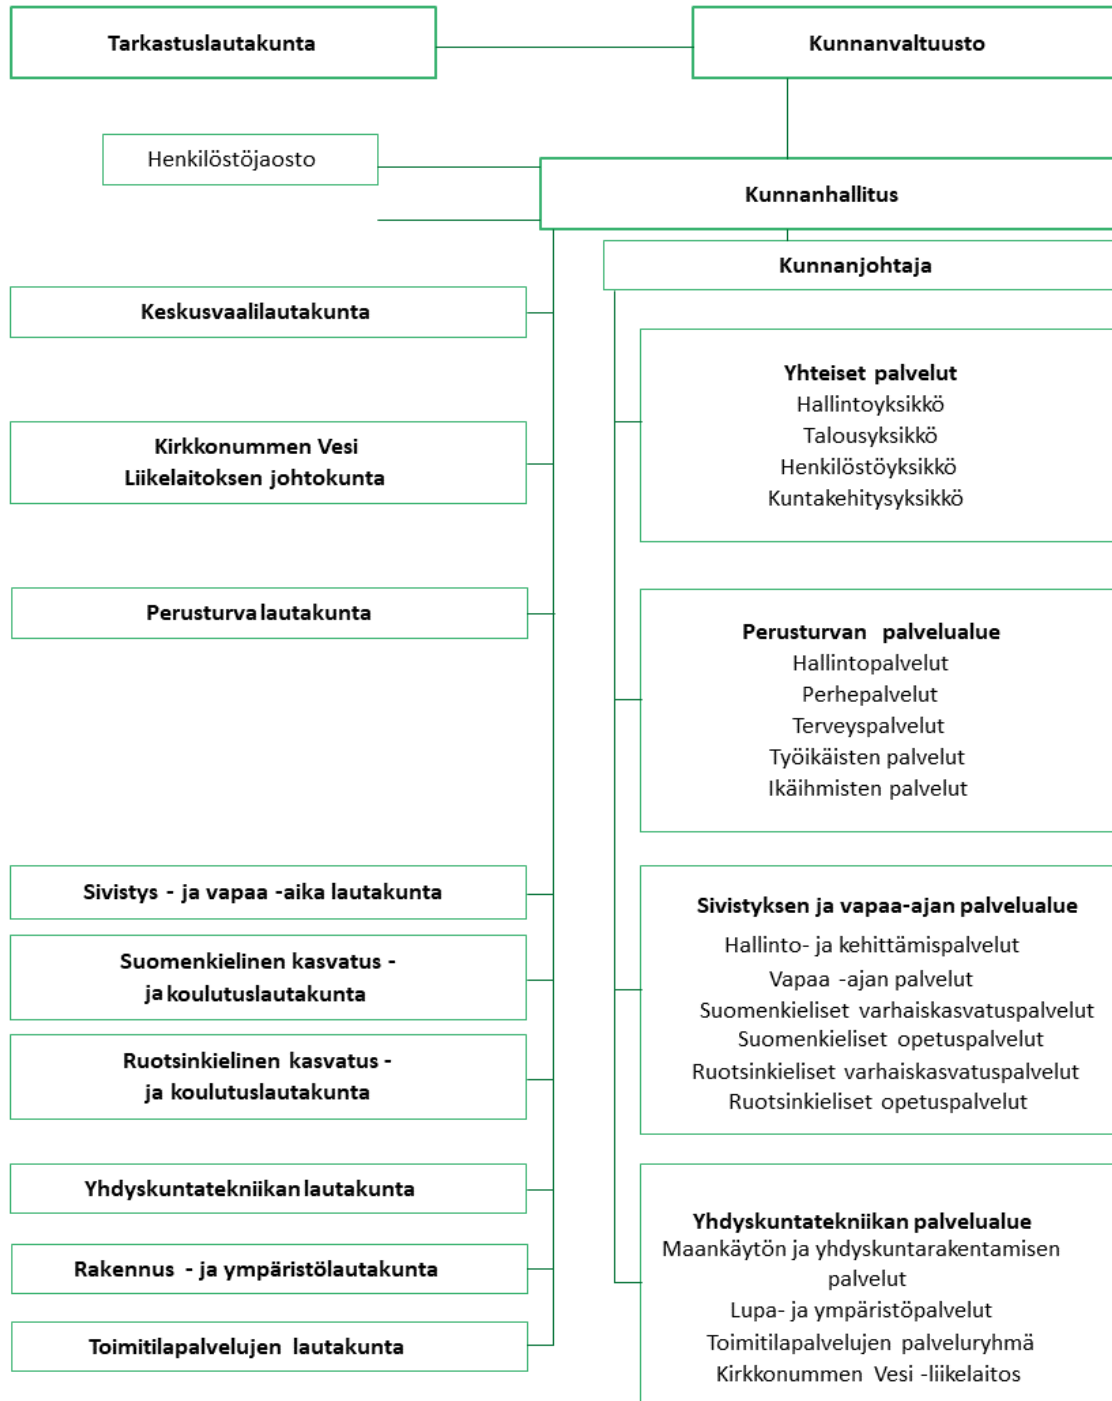 Tarkastuslautakunta
Kunnanvaltuusto
Henkilöstöjaosto
Kunnanhallitus
Kunnanjohtaja
Keskusvaalilautakunta
Kirkkonummen Vesi
Liikelaitoksen johtokunta
Perusturva lautakunta
Sivistys - ja vapaa -aika lautakunta
Suomenkielinen kasvatus -
ja koulutuslautakunta
Ruotsinkielinen kasvatus -
ja koulutuslautakunta
Yhdyskuntatekniikan lautakunta
Rakennus - ja ympäristölautakunta
Toimitilapalvelujen lautakunta
Yhteiset palvelut
Hallintoyksikkö
Talousyksikkö
Henkilöstöyksikkö
Kuntakehitysyksikkö
Perusturvan palvelualue
Hallintopalvelut
Perhepalvelut
Terveyspalvelut
Työikäisten palvelut
Ikäihmisten palvelut
Sivistyksen ja vapaa-ajan palvelualue
Hallinto- ja kehittämispalvelut
Vapaa -ajan palvelut
Suomenkieliset varhaiskasvatuspalvelut
Suomenkieliset opetuspalvelut
Ruotsinkieliset varhaiskasvatuspalvelut
Ruotsinkieliset opetuspalvelut
Yhdyskuntatekniikan palvelualue
Maankäytön ja yhdyskuntarakentamisen
palvelut
Lupa- ja ympäristöpalvelut
Toimitilapalvelujen palveluryhmä
Kirkkonummen Vesi -liikelaitos